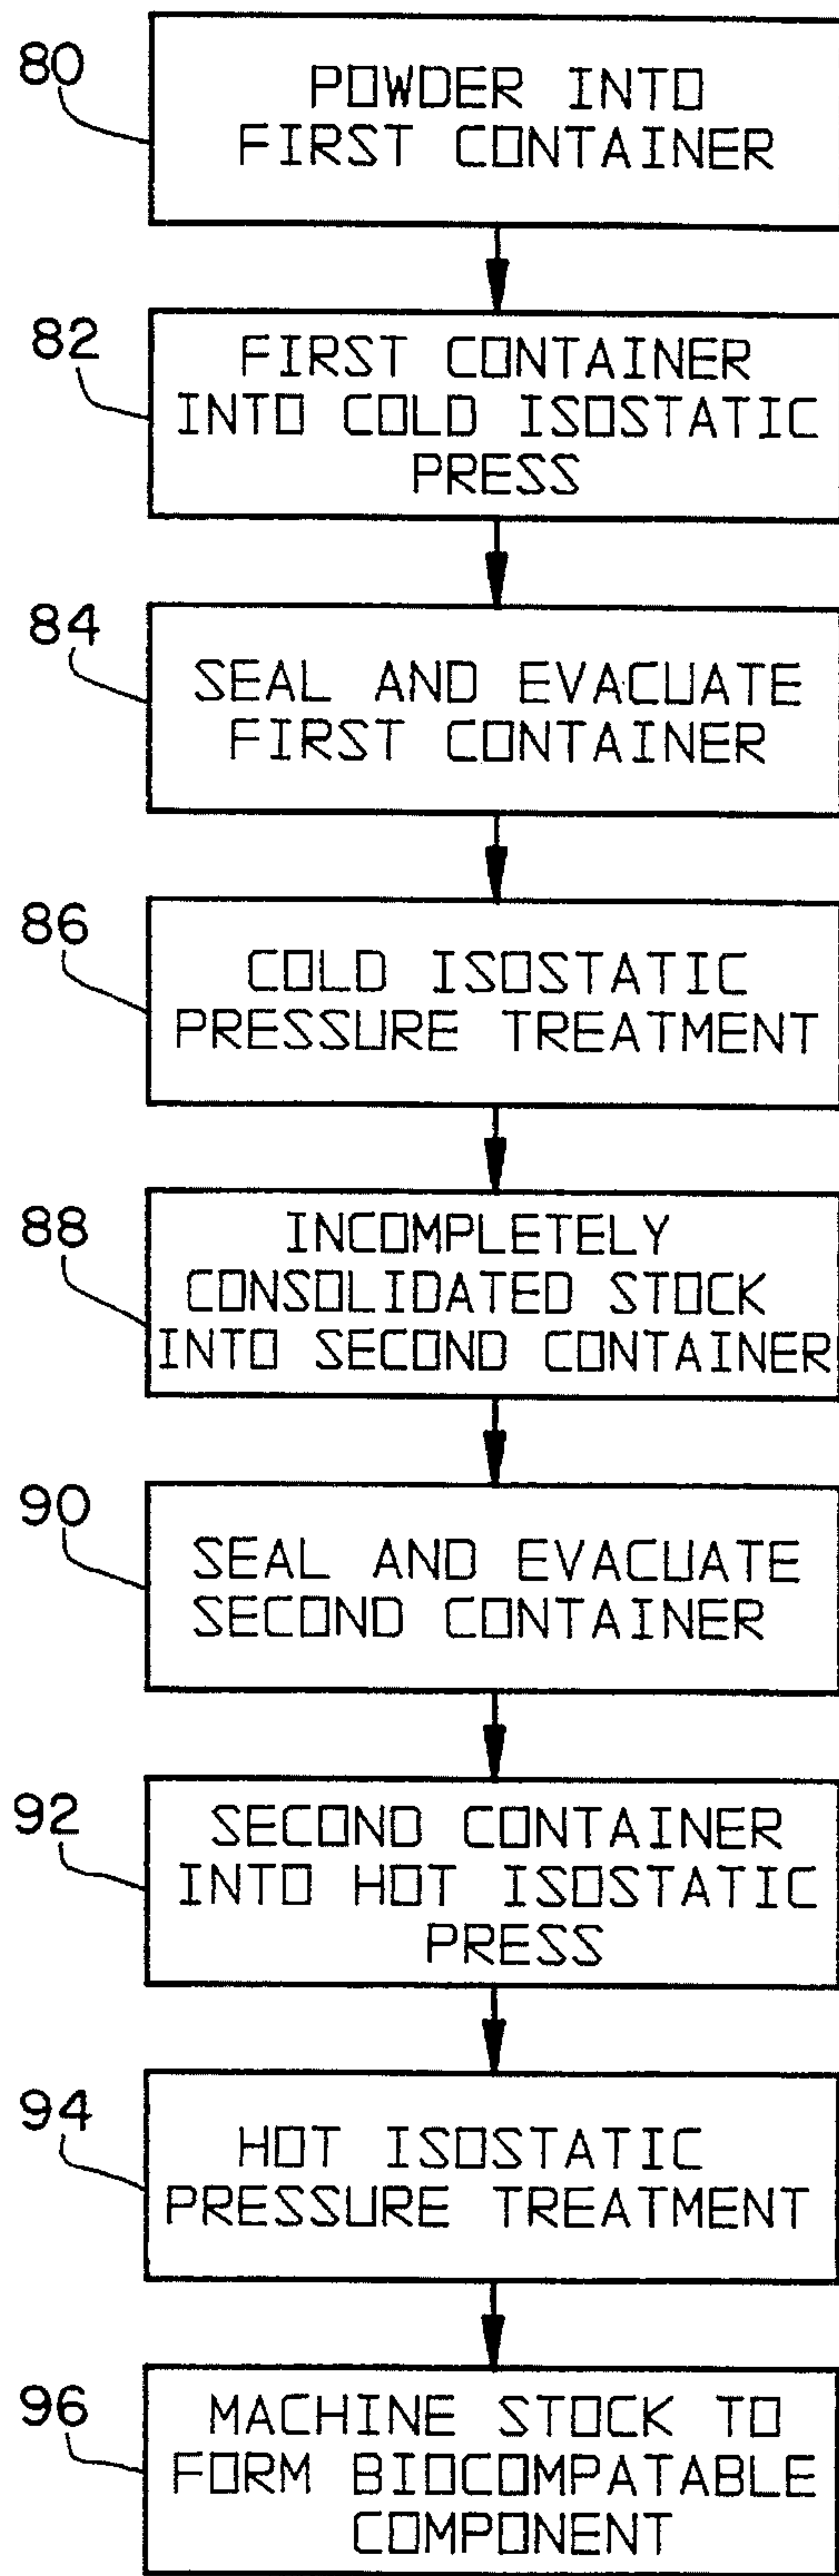 80
POWDER INTO
FIRST CONTAINER
82
FIRST CONTAINER
INTO COLD ISOSTATIC
PRESS
84
SEAL AND EVACUATE
FIRST CONTAINER
86
COLD ISOSTATIC
PRESSURE TREATMENT
88
INCOMPLETELY
CONSOLIDATED STOCK
INTO SECOND CONTAINER
90
SEAL AND EVACUATE
SECOND CONTAINER
92
SECOND CONTAINER
INTO HOT ISOSTATIC
PRESS
94
HOT ISOSTATIC
PRESSURE TREATMENT
96
MACHINE STOCK TO
FORM BIOCOMPATABLE
COMPONENT